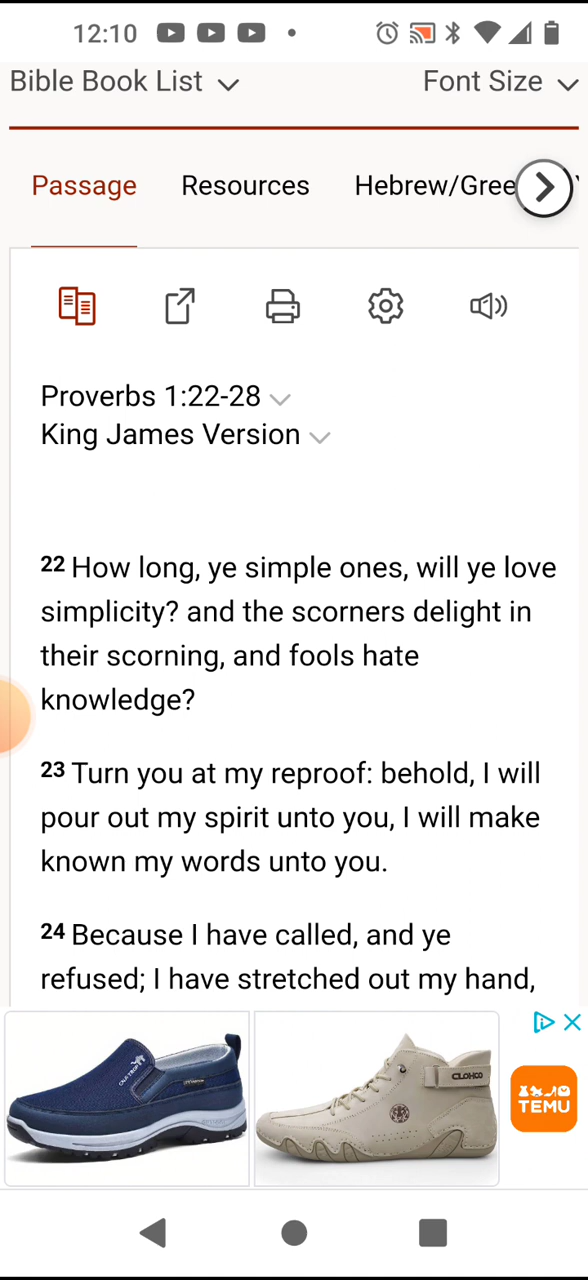 12:10
Bible Book List
Font Size
Passage
Resources
Hebrew/Gree
Proverbs 1:22-28
King James Version
22 How long, ye simple ones, will ye love
simplicity? and the scorners delight in
their scorning, and fools hate
knowledge?
23 Turn you at my reproof: behold, I will
pour out my spirit unto you, I will make
known my words unto you.
24 Because I have called, and ye
refused; I have stretched out my hand,
CLOHOO
TEMU